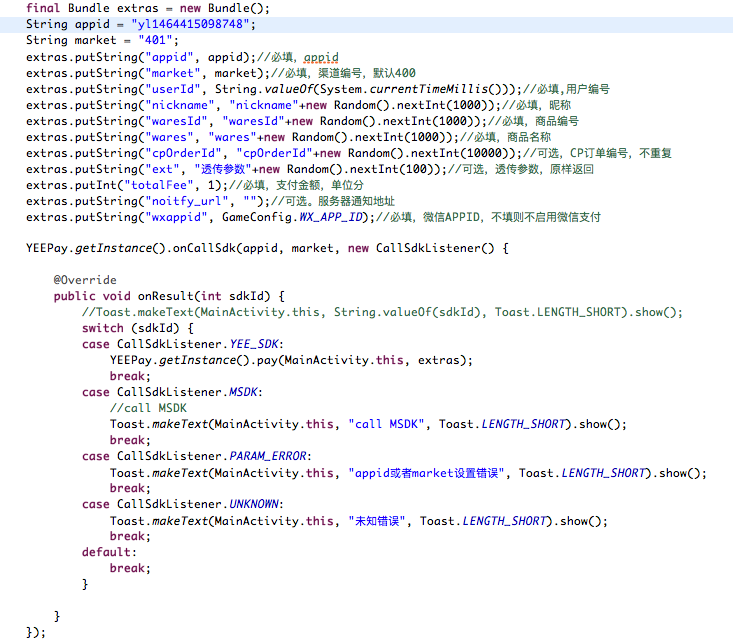 final Bundle extras = new Bundle();
String appid = "yl1464415098748";
String market = "401";
extras.putString("appid", appid);//必填，appid
extras.putString("market", market);//必填，渠道编号，默认400
extras.putString("userId", String.valueOf(System.currentTimeMillis()));//必填,用户编号
extras.putString("nickname", "nickname"+new Random().nextInt(1000));//必填，昵称
extras.putString("waresId", "waresId"+new Random().nextInt(1000));//必填，商品编号
extras.putString("wares", "wares"+new Random().nextInt(1000));//必填，商品名称
extras.putString("cpOrderId", "cpOrderId"+new Random().nextInt(10000));//可选，CP订单编号，不重复
extras.putString("ext", "透传参数"+new Random().nextInt(100));//可选，透传参数，原样返回
extras.putInt("totalFee", 1);//必填，支付金额，单位分
extras.putString("noitfy_url", "");//可选。服务器通知地址
extras.putString("wxappid", GameConfig.WX_APP_ID);//必填，微信APPID，不填则不启用微信支付
YEEPay.getInstance().onCallSdk(appid, market, new CallSdkListener() {
@Override
public void onResult(int sdkId) {
//Toast.makeText(MainActivity.this, String.valueOf(sdkId), Toast.LENGTH_SHORT).show();
switch (sdkId) {
case CallSdkListener.YEE_SDK:
YEEPay.getInstance().pay(MainActivity.this, extras);
break;
case CallSdkListener.MSDK:
//call MSDK
Toast.makeText(MainActivity.this, "call MSDK", Toast.LENGTH_SHORT).show();
break;
case CallSdkListener.PARAM_ERROR:
Toast.makeText(MainActivity.this, "appid或者market设置错误", Toast.LENGTH_SHORT).show();
break;
case CallSdkListener.UNKNOWN:
Toast.makeText(MainActivity.this, "未知错误", Toast.LENGTH_SHORT).show();
break;
default:
break;
}
}
});